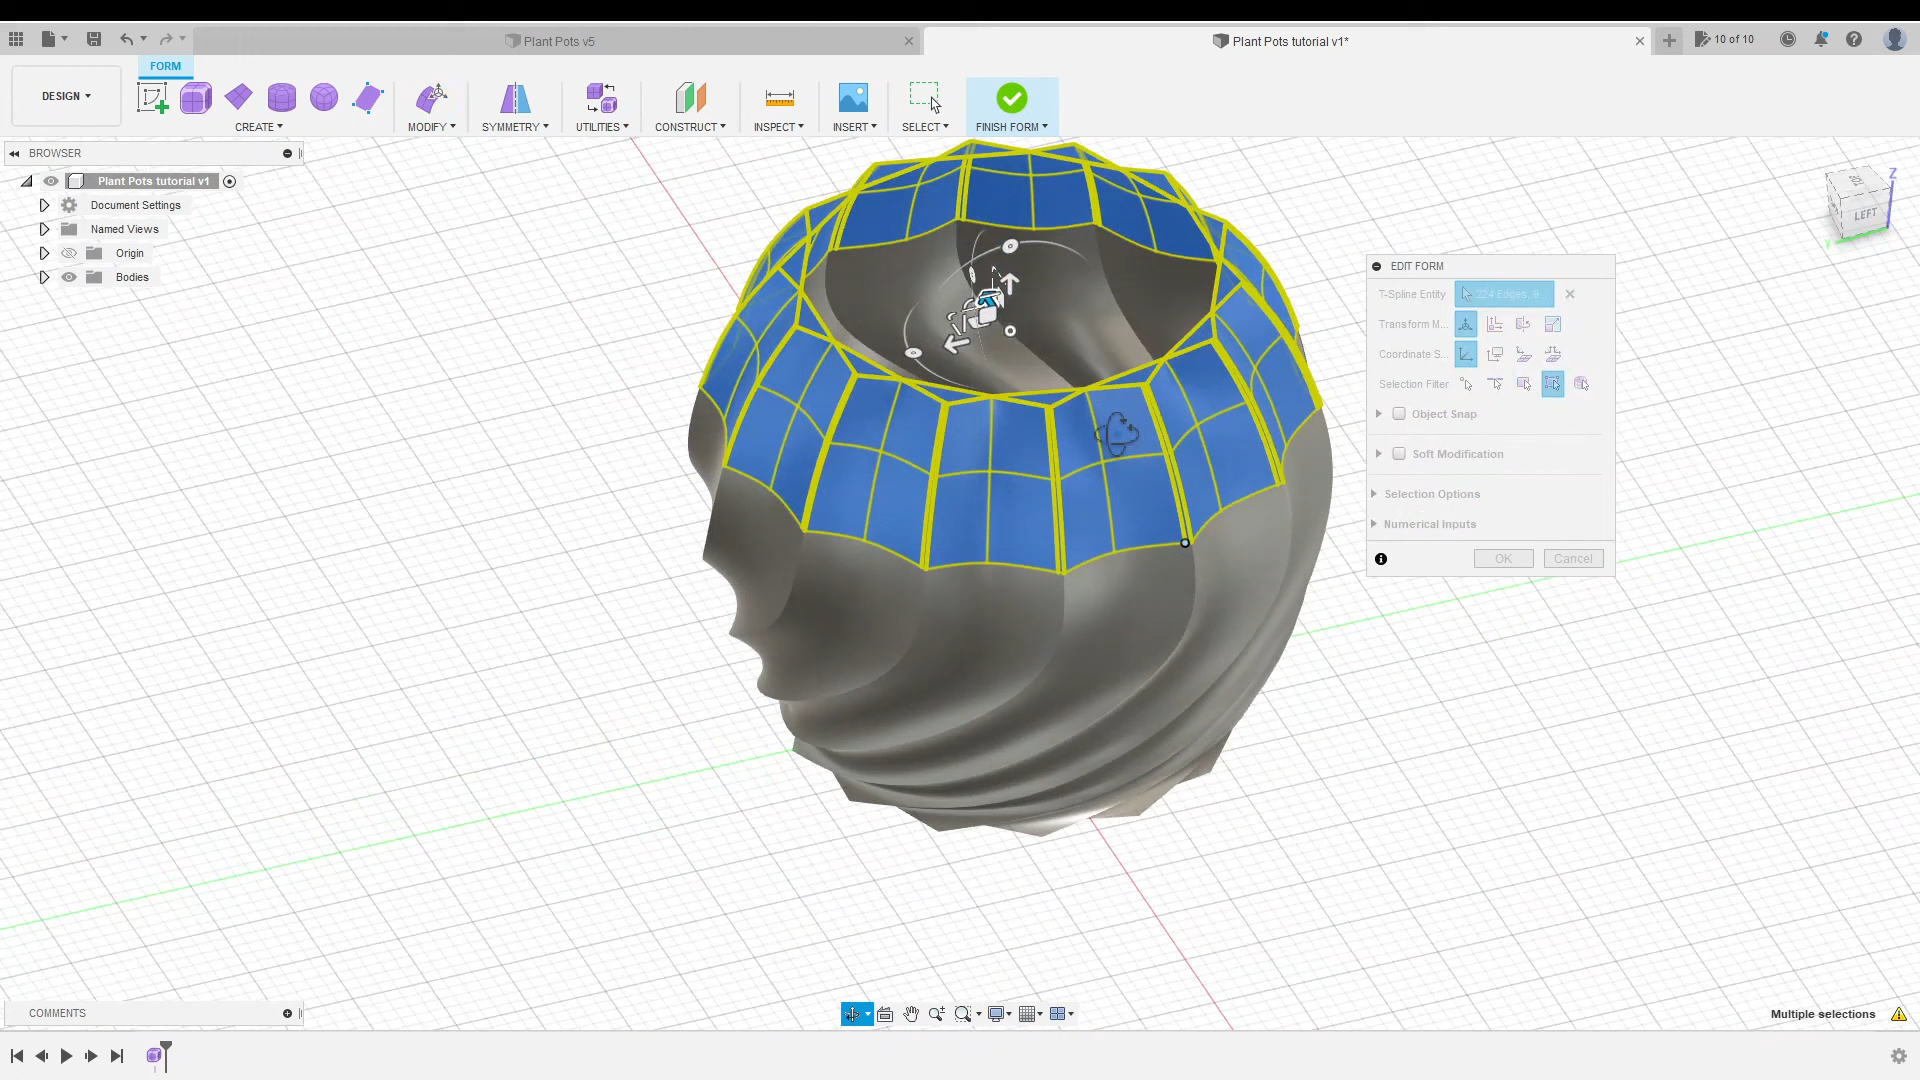 Plant Pots v5
Plant Pots tutorial v1*
10 of 10
FORM
DESIGN
CREATE
MODIFY
SYMMETRY
UTILITIES
CONSTRUCT
INSPECT
INSERT
SELECT
FINISH FORM
BROWSER
Plant Pots tutorial v1
Document Settings
Named Views
Origin
Bodies
Z
LEFT
Y
EDIT FORM
T-Spline Entity
Transform M...
Coordinate S...
Selection Filter
Object Snap
Soft Modification
Selection Options
Numerical Inputs
OK
Cancel
COMMENTS
Multiple selections